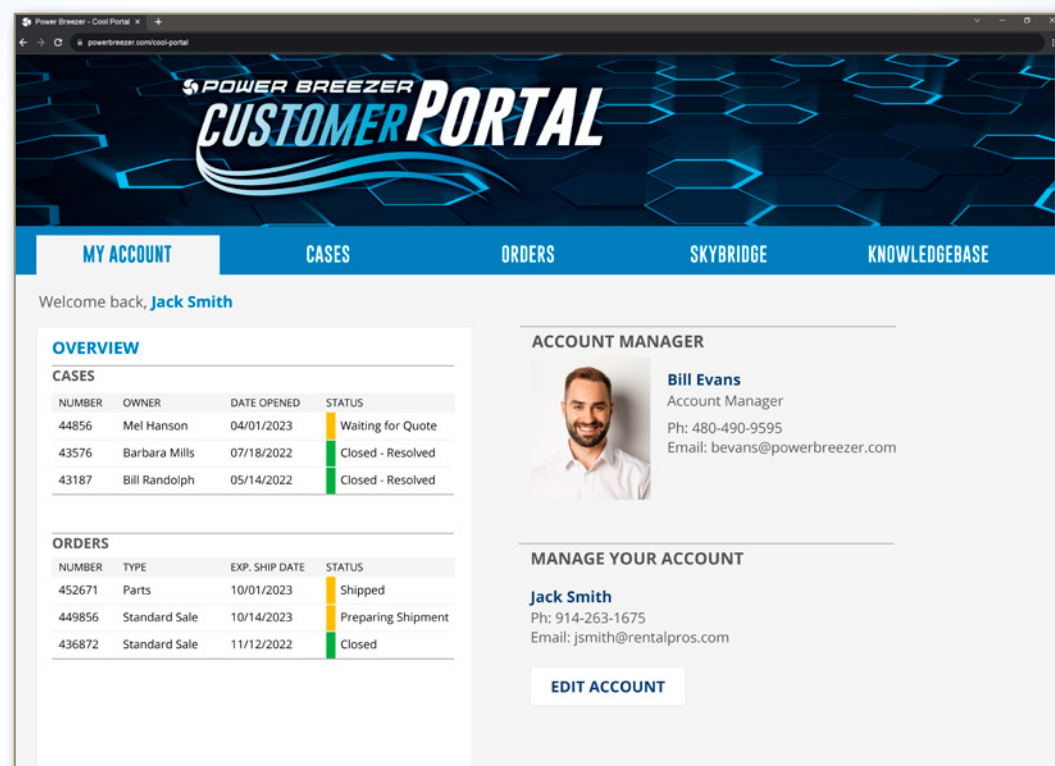 Power Breezer - Cool Portal
powerbreezer.com/cool-portal
POWER BREEZER
CUSTOMER PORTAL
MY ACCOUNT CASES ORDERS SKYBRIDGE KNOWLEDGEBASE
Welcome back, Jack Smith
OVERVIEW
CASES
NUMBER OWNER DATE OPENED STATUS
44856 Mel Hanson 04/01/2023 Waiting for Quote
43576 Barbara Mills 07/18/2022 Closed - Resolved
43187 Bill Randolph 05/14/2022 Closed - Resolved
ORDERS
NUMBER TYPE EXP. SHIP DATE STATUS
452671 Parts 10/01/2023 Shipped
449856 Standard Sale 10/14/2023 Preparing Shipment
436872 Standard Sale 11/12/2022 Closed
ACCOUNT MANAGER
Bill Evans
Account Manager
Ph: 480-490-9595
Email: bevans@powerbreezer.com
MANAGE YOUR ACCOUNT
Jack Smith
Ph: 914-263-1675
Email: jsmith@rentalpros.com
EDIT ACCOUNT